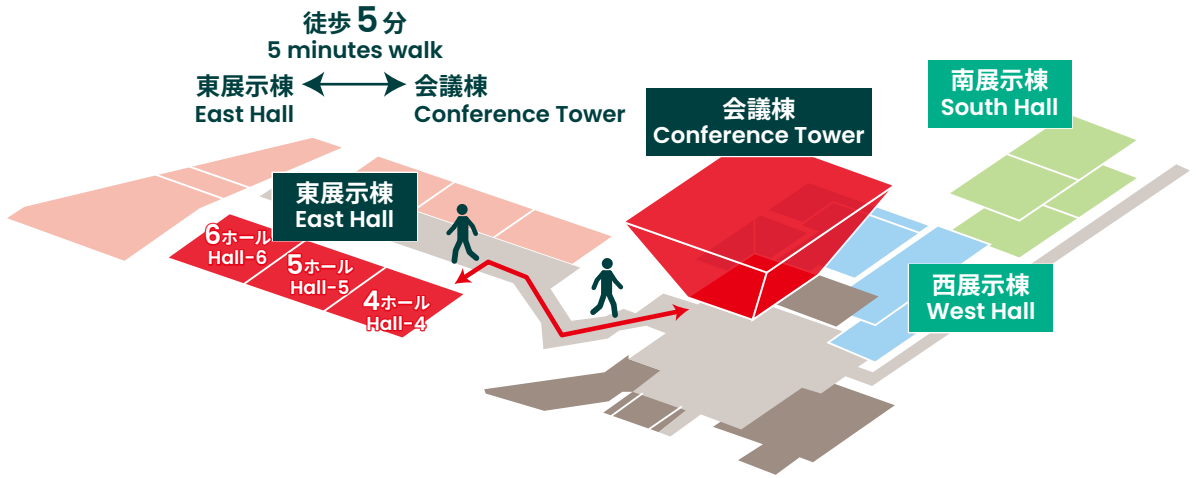 徒歩 5 分
5 minutes walk
東展示棟
East Hall
会議棟
Conference Tower
会議棟
Conference Tower
南展示棟
South Hall
東展示棟
East Hall
6ホール
Hall-6
5ホール
Hall-5
4ホール
Hall-4
西展示棟
West Hall